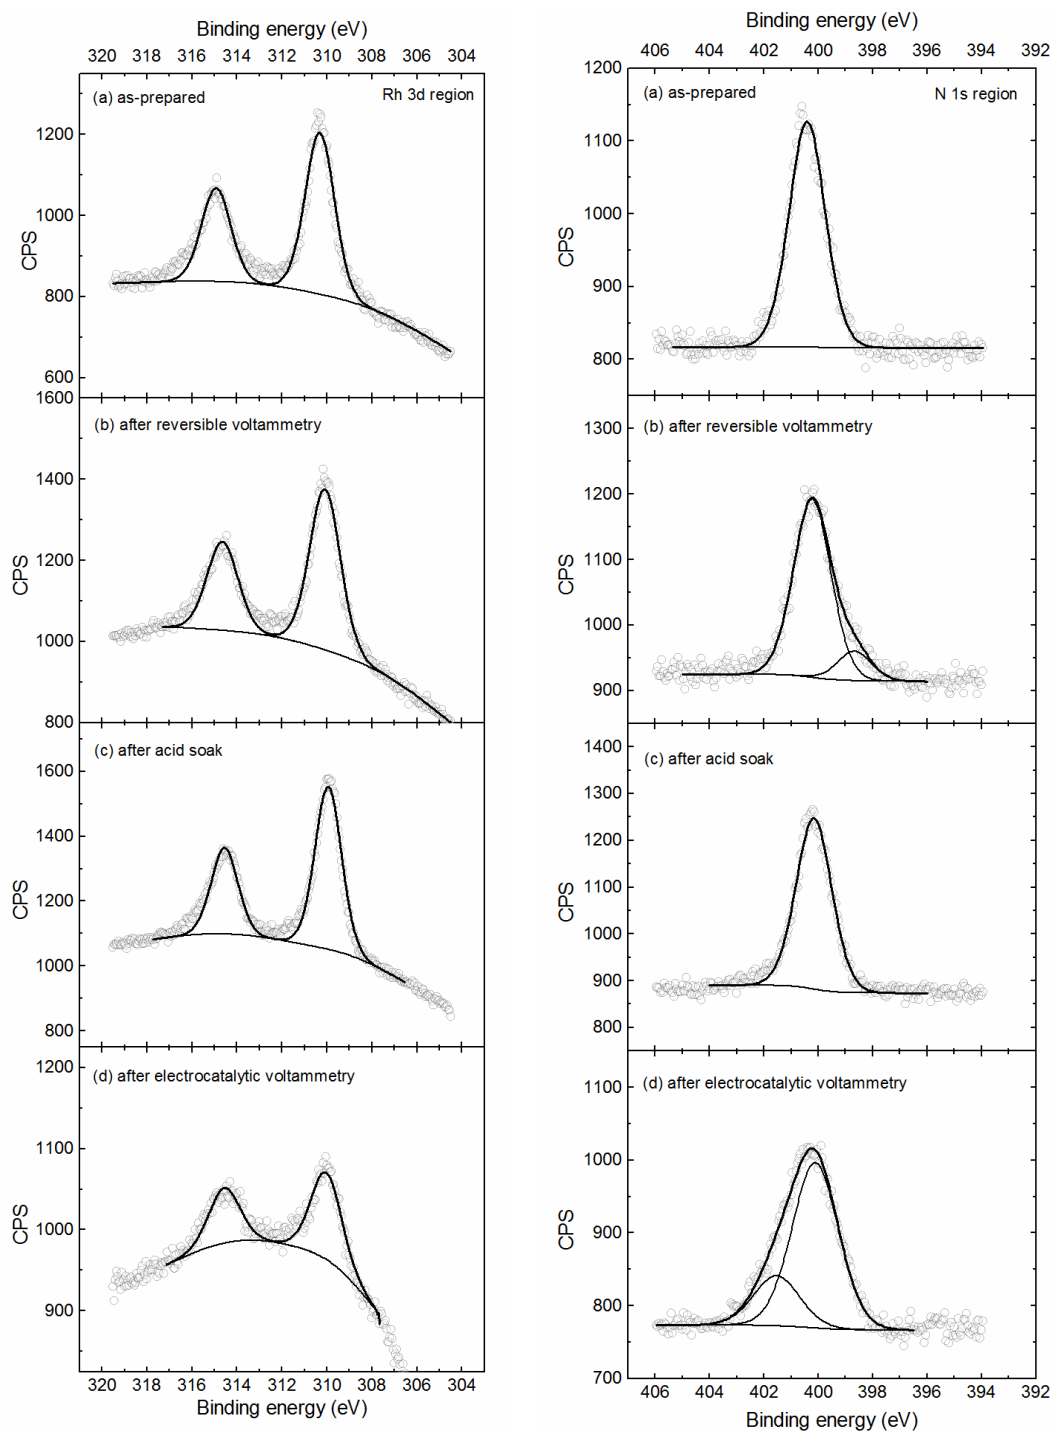 Binding energy (eV)
320 318 316 314 312 310 308 306 304
(a) as-prepared
Rh 3d region
1200
1000
800
600
CPS
1600
(b) after reversible voltammetry
1400
1200
1000
800
CPS
(c) after acid soak
1600
1400
1200
1000
800
CPS
(d) after electrocatalytic voltammetry
1200
1100
1000
900
CPS
320 318 316 314 312 310 308 306 304
Binding energy (eV)
Binding energy (eV)
406 404 402 400 398 396 394 392
1200
(a) as-prepared
N 1s region
1100
1000
900
800
CPS
(b) after reversible voltammetry
1300
1200
1100
1000
900
CPS
(c) after acid soak
1400
1300
1200
1100
1000
900
800
CPS
(d) after electrocatalytic voltammetry
1100
1000
900
800
700
CPS
406 404 402 400 398 396 394 392
Binding energy (eV)